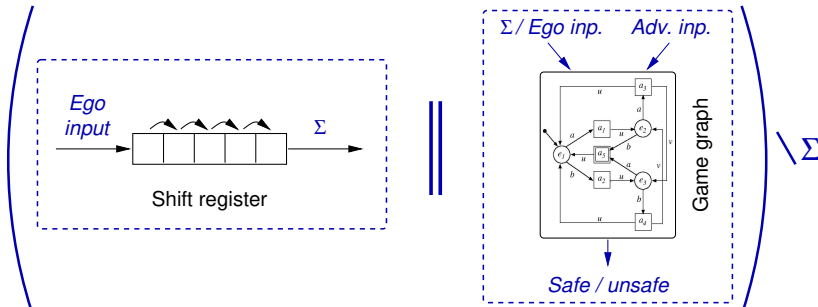 Ego
input
Σ
Shift register
||
Σ / Ego inp.
Adv. inp.
a3
u
a
a1
a
u
e2
b
e1
a5
u
a
v
v
b
a2
u
e3
b
u
a4
Game graph
Safe / unsafe
\ Σ